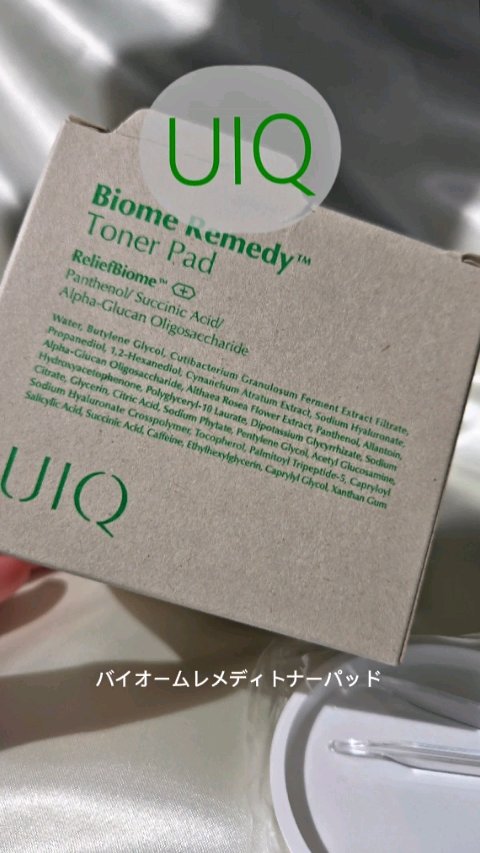 UIQ
Biome Remedy™
Toner Pad
ReliefBiome™
Panthenol/ Succinic Acid/
Alpha-Glucan Oligosaccharide
Water, Butylene Glycol, Cutibacterium Granulosum Ferment Extract Filtrate,
Propanediol, 1,2-Hexanediol, Cynanchum Atratum Extract, Sodium Hyaluronate,
Alpha-Glucan Oligosaccharide, Althaea Rosea Flower Extract, Panthenol, Allantoin,
Hydroxyacetophenone, Polyglyceryl-10 Laurate, Dipotassium Glycyrrhizate, Sodium
Citrate, Glycerin, Citric Acid, Sodium Phytate, Pentylene Glycol, Acetyl Glucosamine,
Sodium Hyaluronate Crosspolymer, Tocopherol, Palmitoyl Tripeptide-5, Capryloyl
Salicylic Acid, Succinic Acid, Caffeine, Ethylhexylglycerin, Caprylyl Glycol, Xanthan Gum
UIQ
バイオームレメディトナーパッド